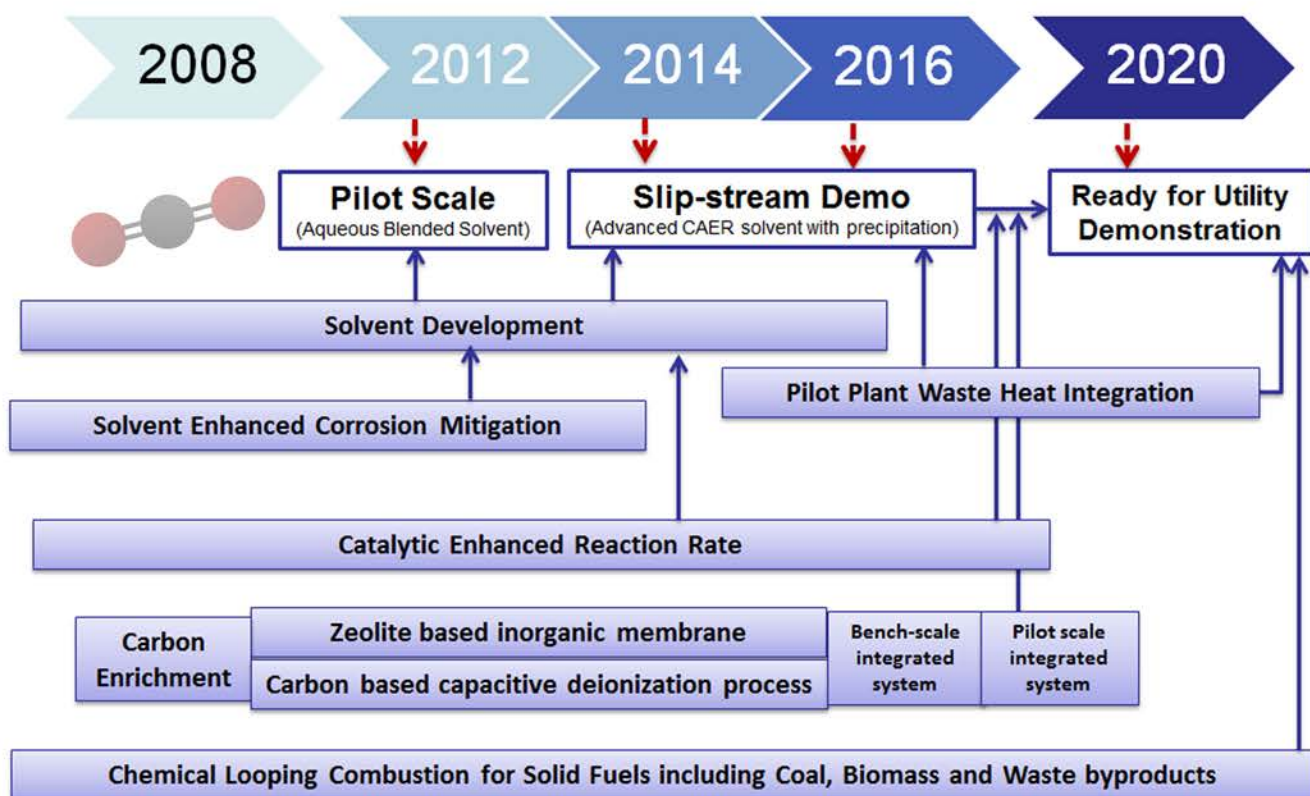 2008
2012
2014
2016
2020
Pilot Scale
(Aqueous Blended Solvent)
Slip-stream Demo
(Advanced CAER solvent with precipitation)
Ready for Utility
Demonstration
Solvent Development
Pilot Plant Waste Heat Integration
Solvent Enhanced Corrosion Mitigation
Catalytic Enhanced Reaction Rate
Carbon
Enrichment
Zeolite based inorganic membrane
Carbon based capacitive deionization process
Bench-scale
integrated
system
Pilot scale
integrated
system
Chemical Looping Combustion for Solid Fuels including Coal, Biomass and Waste byproducts